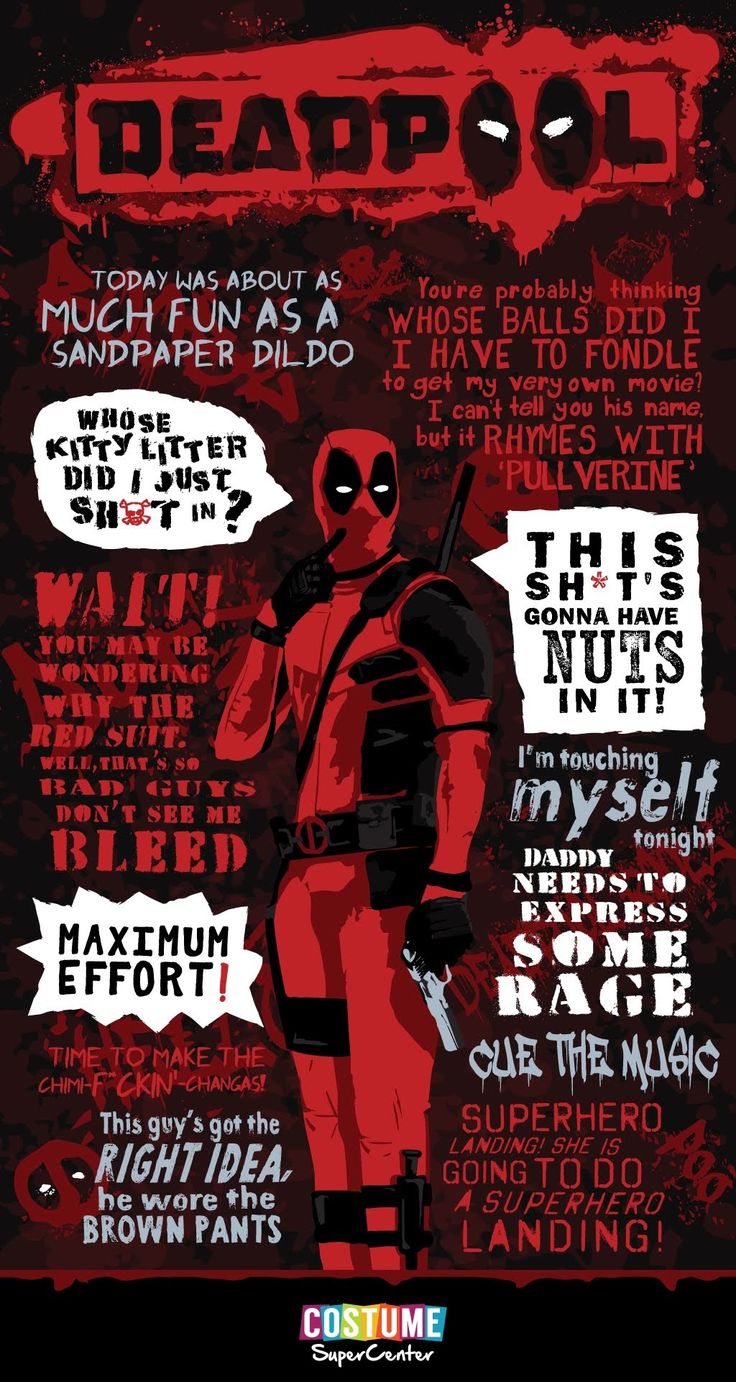 DEADPOOL
TODAY WAS ABOUT AS
MUCH FUN AS A
SANDPAPER DILDO
You're probably thinking
WHOSE BALLS DID I
I HAVE TO FONDLE
to get my very own movie?
I can't tell you his name,
but it RHYMES WITH
'PULLVERINE'
WHOSE
KITTY LITTER
DID I JUST
SH*T IN?
THIS
SH*T'S
GONNA HAVE
NUTS
IN IT!
WAIT!
YOU MAY BE
WONDERING
WHY THE
RED SUIT.
WELL, THAT'S SO
BAD GUYS
DON'T SEE ME
BLEED
I'm touching
myself
tonight
DADDY
NEEDS TO
EXPRESS
SOME
RAGE
MAXIMUM
EFFORT!
CUE THE MUSIC
TIME TO MAKE THE
CHIMI-F*CKIN'-CHANGAS!
This guy's got the
RIGHT IDEA,
he wore the
BROWN PANTS
SUPERHERO
LANDING! SHE IS
GOING TO DO
A SUPERHERO
LANDING!
COSTUME
SuperCenter